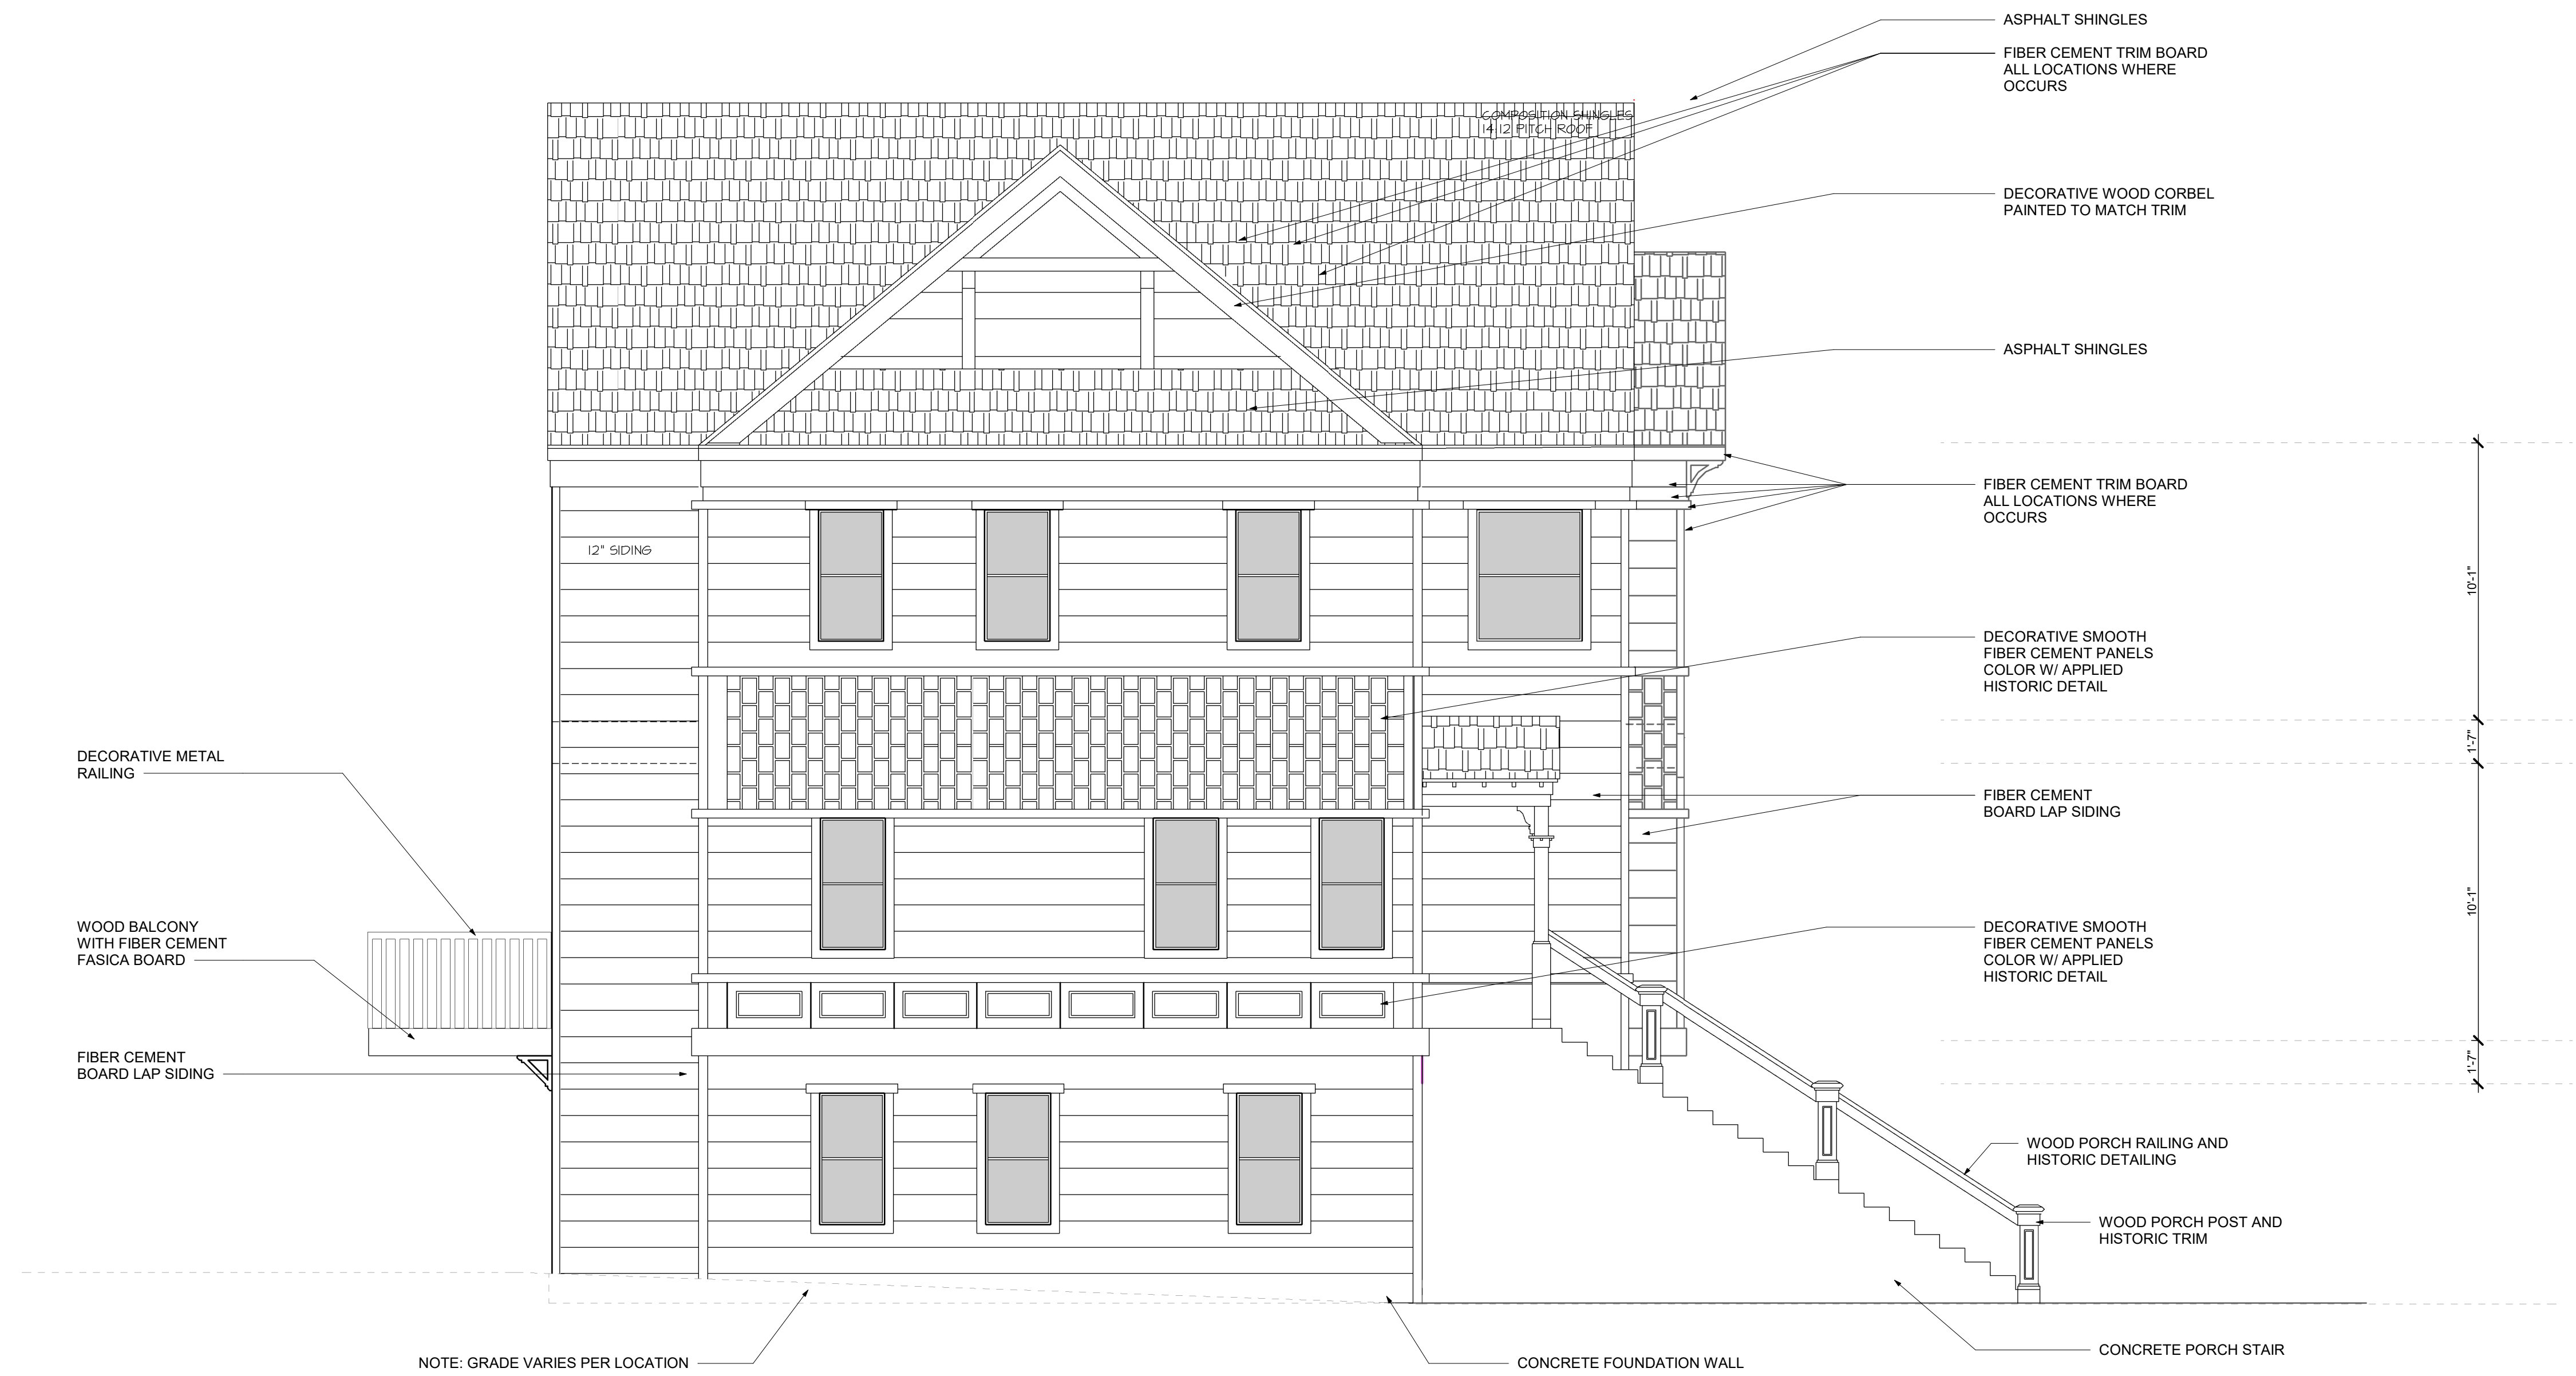 ASPHALT SHINGLES
FIBER CEMENT TRIM BOARD
ALL LOCATIONS WHERE
OCCURS
COMPOSITION SHINGLES
14:12 PITCH ROOF
DECORATIVE WOOD CORBEL
PAINTED TO MATCH TRIM
ASPHALT SHINGLES
FIBER CEMENT TRIM BOARD
ALL LOCATIONS WHERE
OCCURS
12" SIDING
10'-1"
DECORATIVE SMOOTH
FIBER CEMENT PANELS
COLOR W/ APPLIED
HISTORIC DETAIL
1'-7"
DECORATIVE METAL
RAILING
FIBER CEMENT
BOARD LAP SIDING
10'-1"
WOOD BALCONY
WITH FIBER CEMENT
FASICA BOARD
DECORATIVE SMOOTH
FIBER CEMENT PANELS
COLOR W/ APPLIED
HISTORIC DETAIL
1'-7"
FIBER CEMENT
BOARD LAP SIDING
WOOD PORCH RAILING AND
HISTORIC DETAILING
WOOD PORCH POST AND
HISTORIC TRIM
NOTE: GRADE VARIES PER LOCATION
CONCRETE FOUNDATION WALL
CONCRETE PORCH STAIR